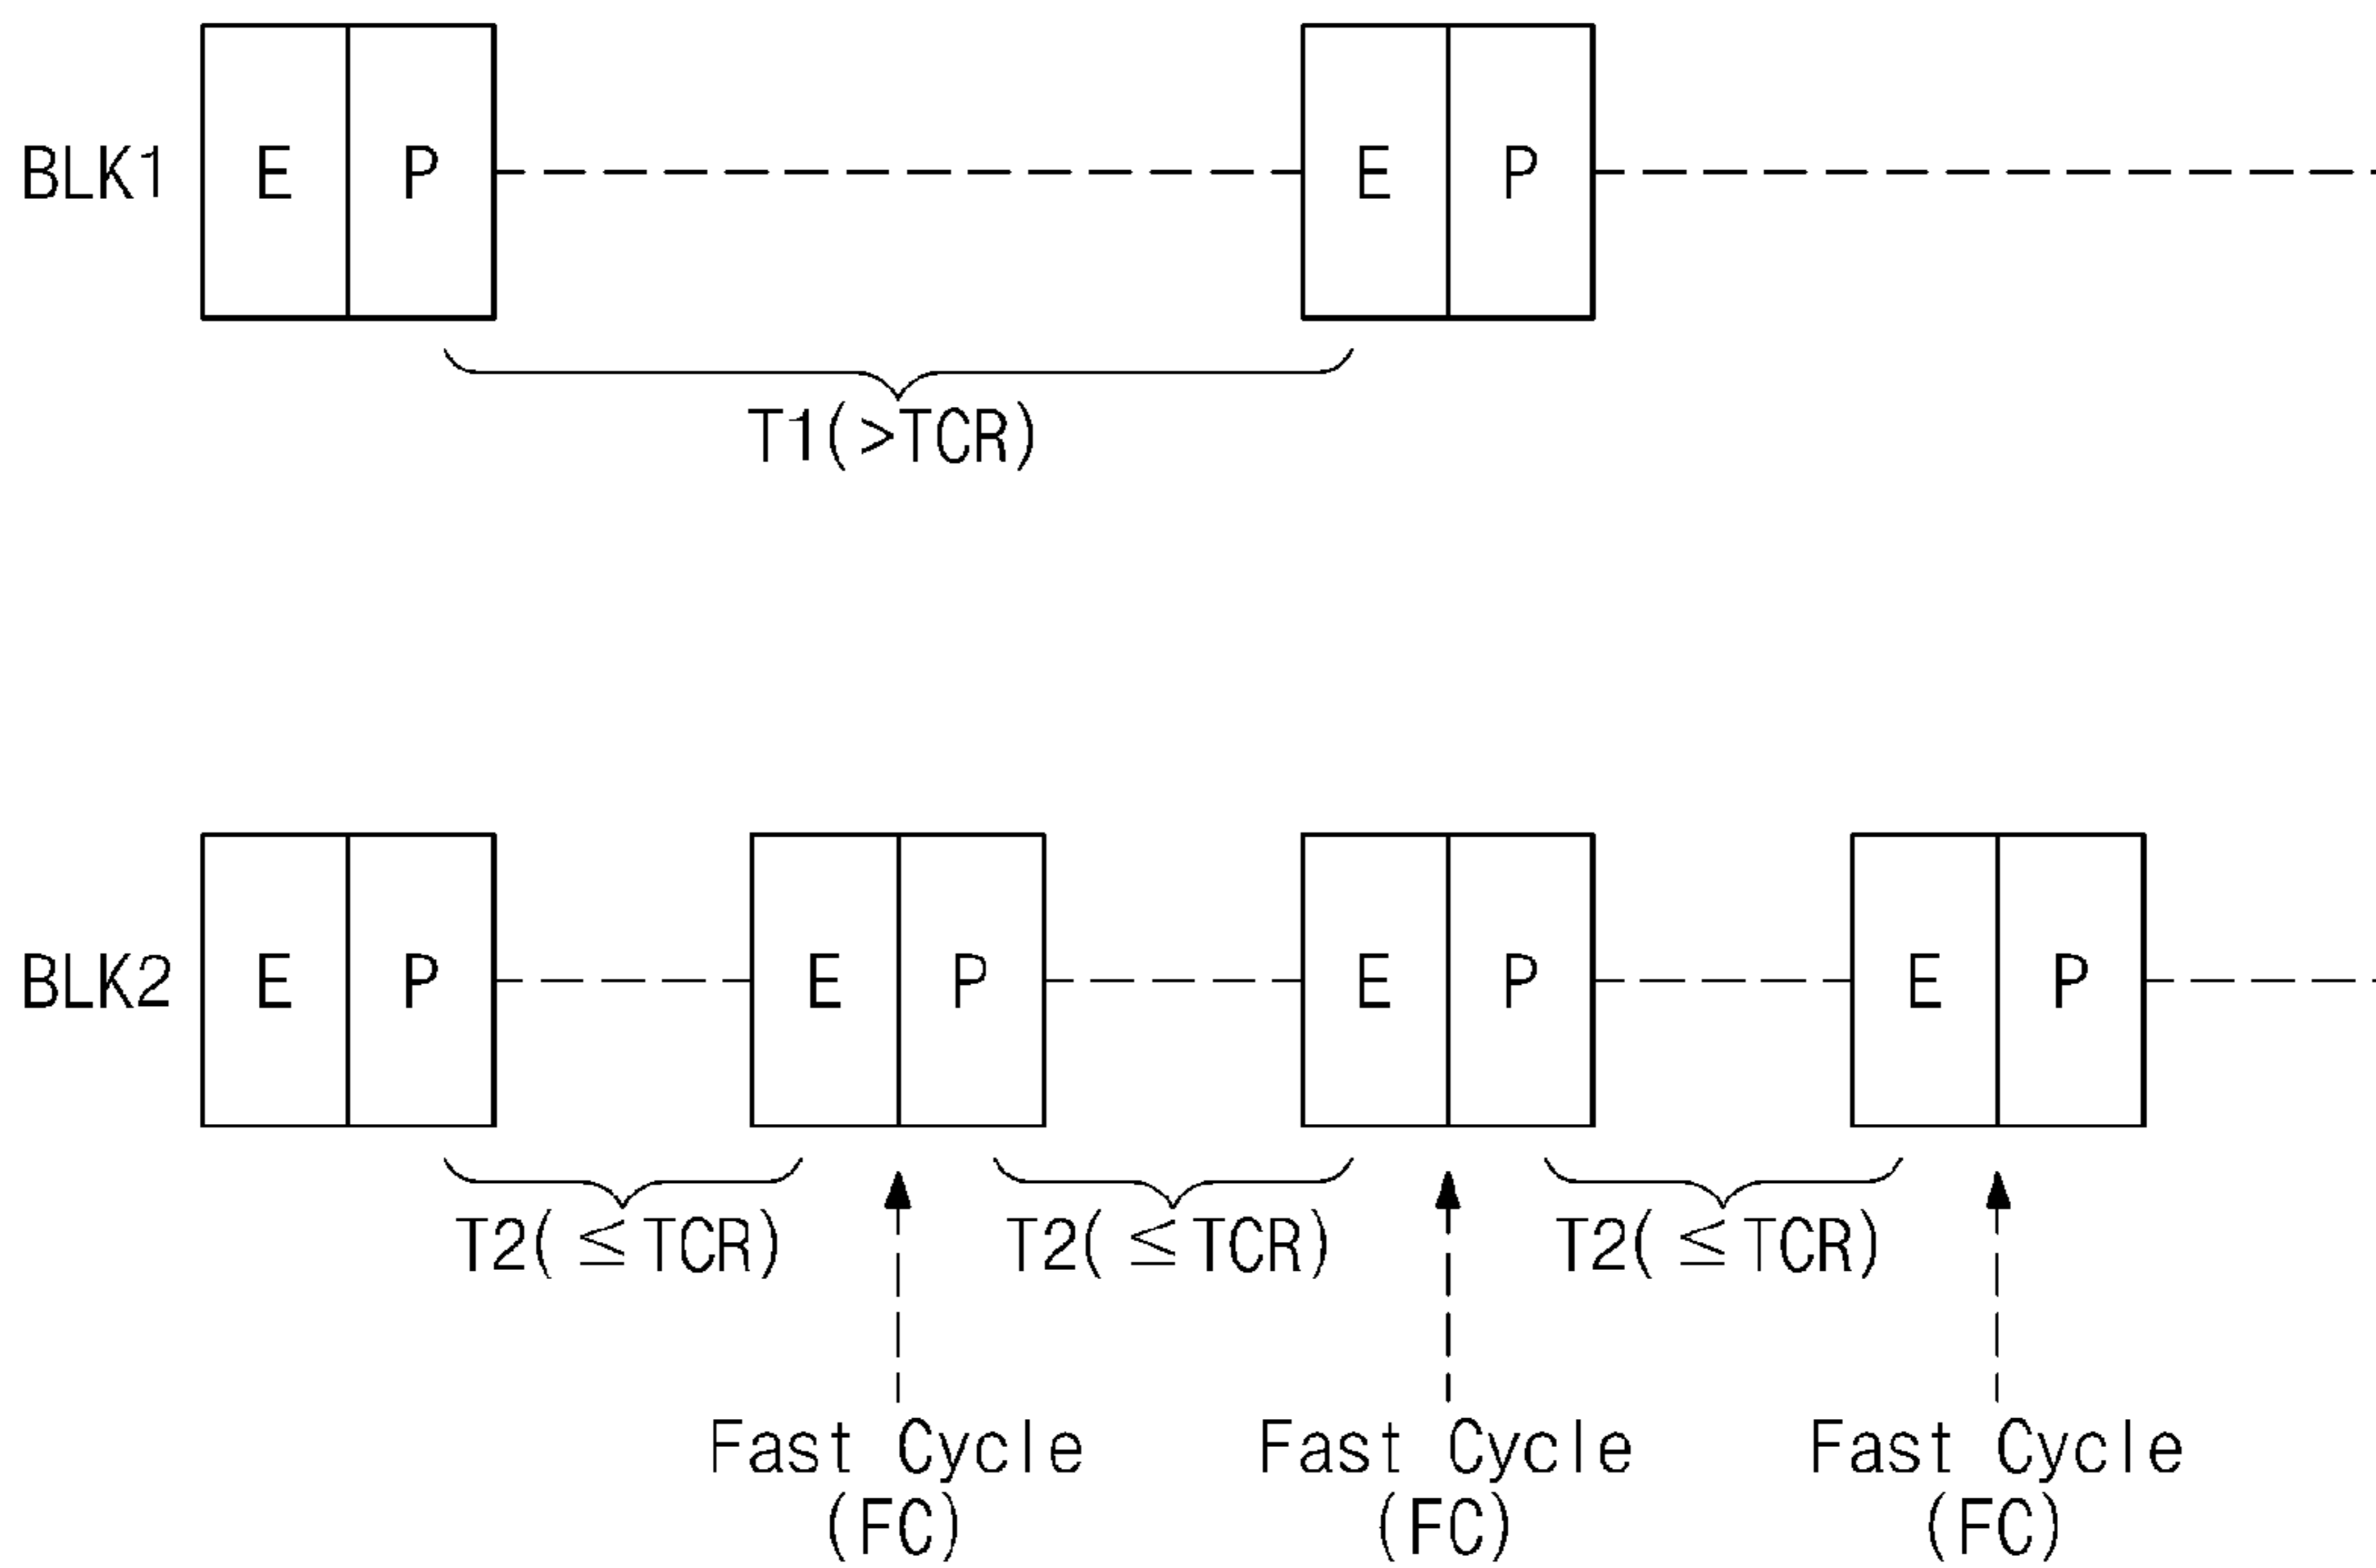 BLK1 E P E P
T1(>TCR)
BLK2 E P E P E P E P
T2(≤TCR) T2(≤TCR) T2(≤TCR)
Fast Cycle Fast Cycle Fast Cycle
(FC) (FC) (FC)